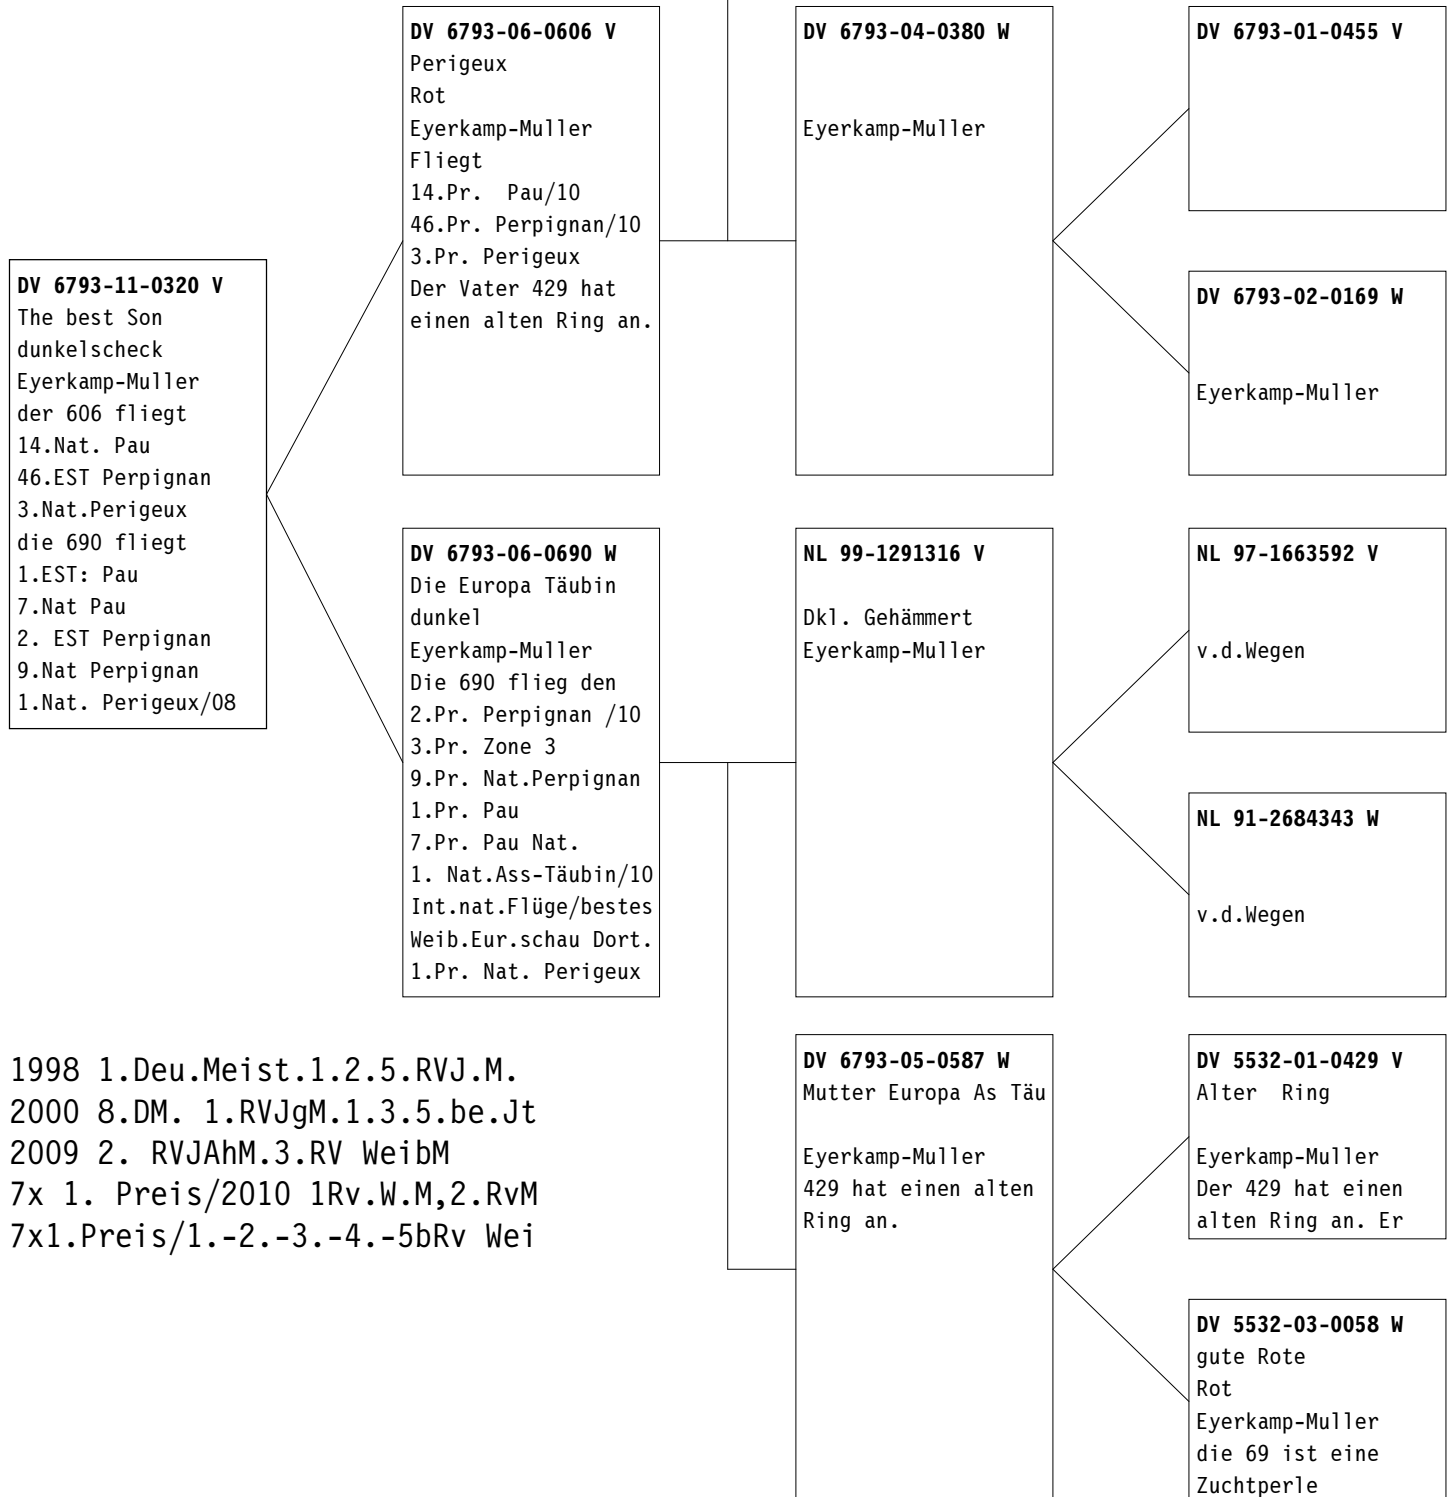 DV 6793-11-0320 V
The best Son
dunkelscheck
Eyerkamp-Muller
der 606 fliegt
14.Nat. Pau
46.EST Perpignan
3.Nat.Perigeux
die 690 fliegt
1.EST: Pau
7.Nat Pau
2. EST Perpignan
9.Nat Perpignan
1.Nat. Perigeux/08
DV 6793-06-0606 V
Perigeux
Rot
Eyerkamp-Muller
Fliegt
14.Pr.  Pau/10
46.Pr. Perpignan/10
3.Pr. Perigeux
Der Vater 429 hat
einen alten Ring an.
DV 6793-06-0690 W
Die Europa Täubin
dunkel
Eyerkamp-Muller
Die 690 flieg den
2.Pr. Perpignan /10
3.Pr. Zone 3
9.Pr. Nat.Perpignan
1.Pr. Pau
7.Pr. Pau Nat.
1. Nat.Ass-Täubin/10
Int.nat.Flüge/bestes
Weib.Eur.schau Dort.
1.Pr. Nat. Perigeux
DV 6793-04-0380 W
Eyerkamp-Muller
NL 99-1291316 V
Dkl. Gehämmert
Eyerkamp-Muller
DV 6793-05-0587 W
Mutter Europa As Täu
Eyerkamp-Muller
429 hat einen alten
Ring an.
DV 6793-01-0455 V
DV 6793-02-0169 W
Eyerkamp-Muller
NL 97-1663592 V
v.d.Wegen
NL 91-2684343 W
v.d.Wegen
DV 5532-01-0429 V
Alter  Ring
Eyerkamp-Muller
Der 429 hat einen
alten Ring an. Er
DV 5532-03-0058 W
gute Rote
Rot
Eyerkamp-Muller
die 69 ist eine
Zuchtperle
1998 1.Deu.Meist.1.2.5.RVJ.M.
2000 8.DM. 1.RVJgM.1.3.5.be.Jt
2009 2. RVJAhM.3.RV WeibM
7x 1. Preis/2010 1Rv.W.M,2.RvM
7x1.Preis/1.-2.-3.-4.-5bRv Wei